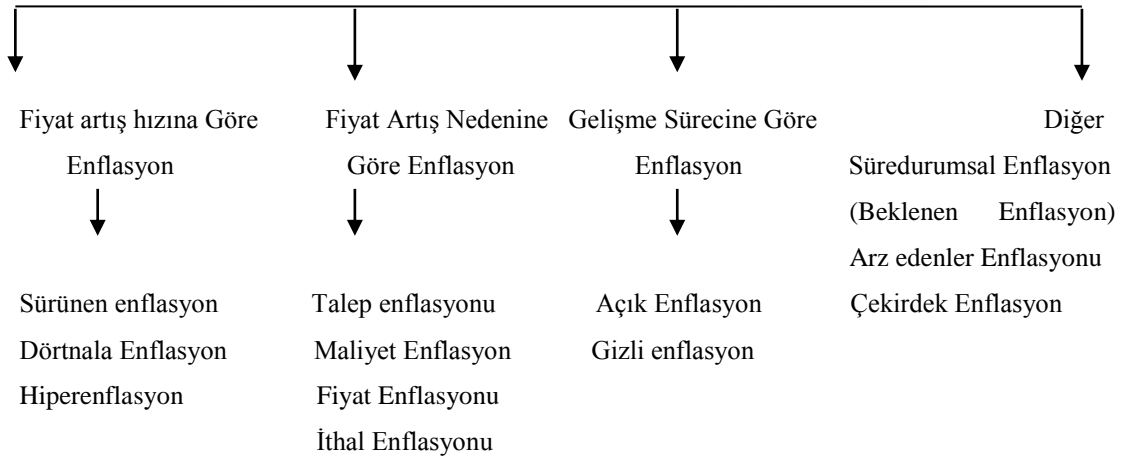 Fiyat artış hızına Göre
Enflasyon
Sürünen enflasyon
Dörtnala Enflasyon
Hiperenflasyon
Fiyat Artış Nedenine
Göre Enflasyon
Talep enflasyonu
Maliyet Enflasyon
Fiyat Enflasyonu
İthal Enflasyonu
Gelişme Sürecine Göre
Enflasyon
Açık Enflasyon
Gizli enflasyon
Diğer
Süredurumsal Enflasyon
(Beklenen Enflasyon)
Arz edenler Enflasyonu
Çekirdek Enflasyon